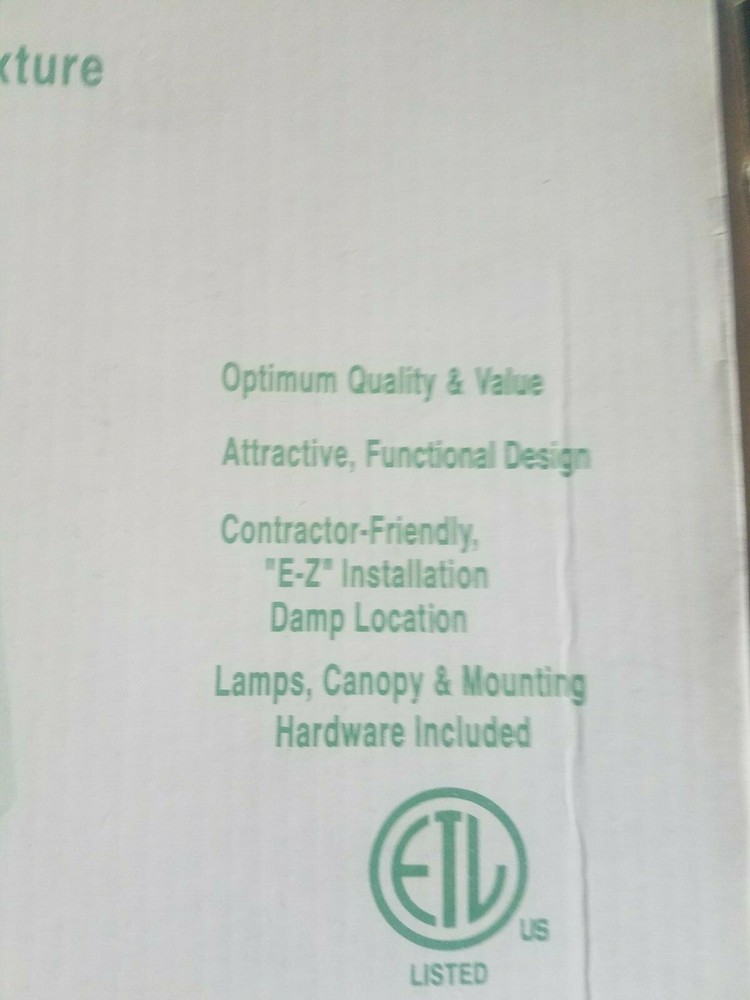 xture
Optimum Quality & Value
Attractive, Functional Design
Contractor-Friendly,
"E-Z" Installation
Damp Location
Lamps, Canopy & Mounting
Hardware Included
ETL
US
LISTED